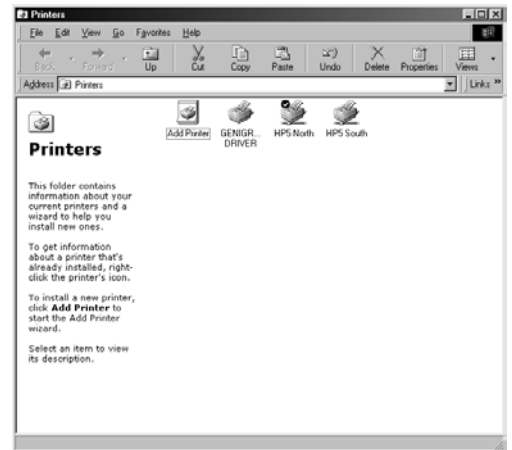 Printers
File Edit View Go Favorites Help
Back Forward Up Cut Copy Paste Undo Delete Properties Views
Address Printers Links »
Add Printer GENIGR... DRIVER HP5 North HP5 South
Printers
This folder contains
information about your
current printers and a
wizard to help you
install new ones.
To get information
about a printer that's
already installed, right-
click the printer's icon.
To install a new printer,
click Add Printer to
start the Add Printer
wizard.
Select an item to view
its description.